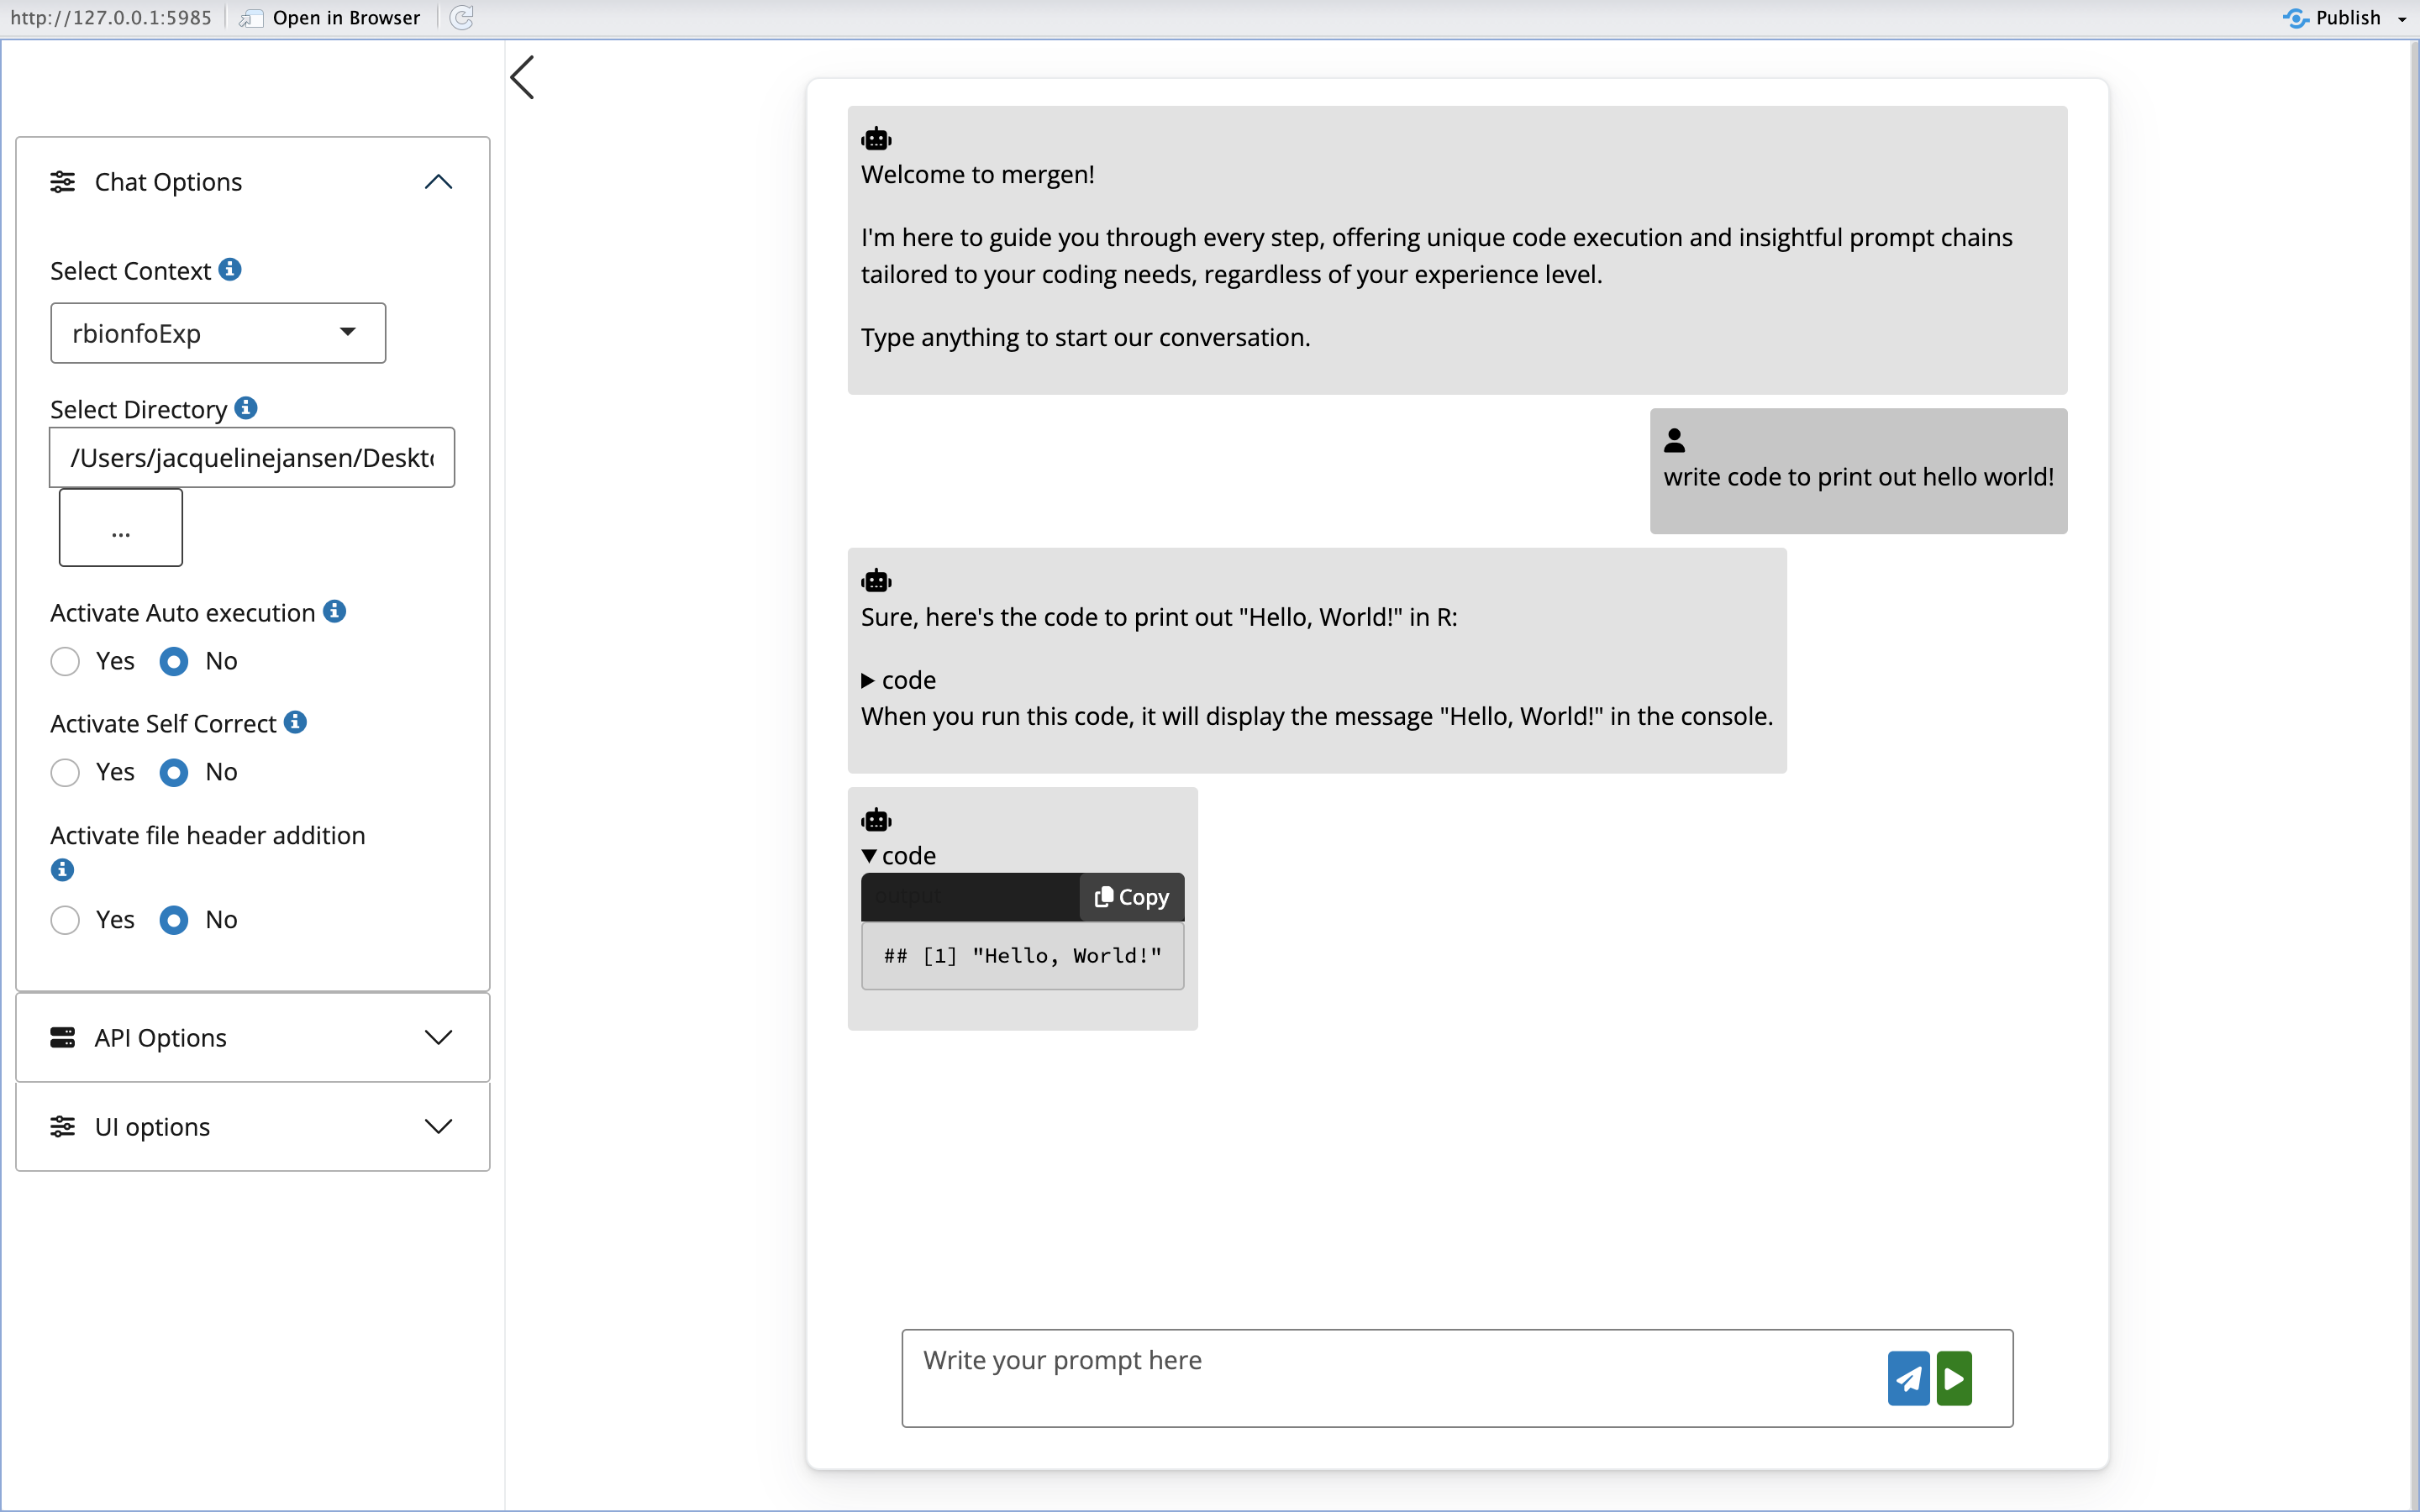 http://127.0.0.1:5985 Open in Browser Publish
Chat Options
Select Context
rbionfoExp
Select Directory
/Users/jacquelinejansen/Deskt
...
Activate Auto execution
Yes No
Activate Self Correct
Yes No
Activate file header addition
Yes No
API Options
UI options
Welcome to mergen!
I'm here to guide you through every step, offering unique code execution and insightful prompt chains
tailored to your coding needs, regardless of your experience level.
Type anything to start our conversation.
write code to print out hello world!
Sure, here's the code to print out "Hello, World!" in R:
code
When you run this code, it will display the message "Hello, World!" in the console.
code
output Copy
## [1] "Hello, World!"
Write your prompt here